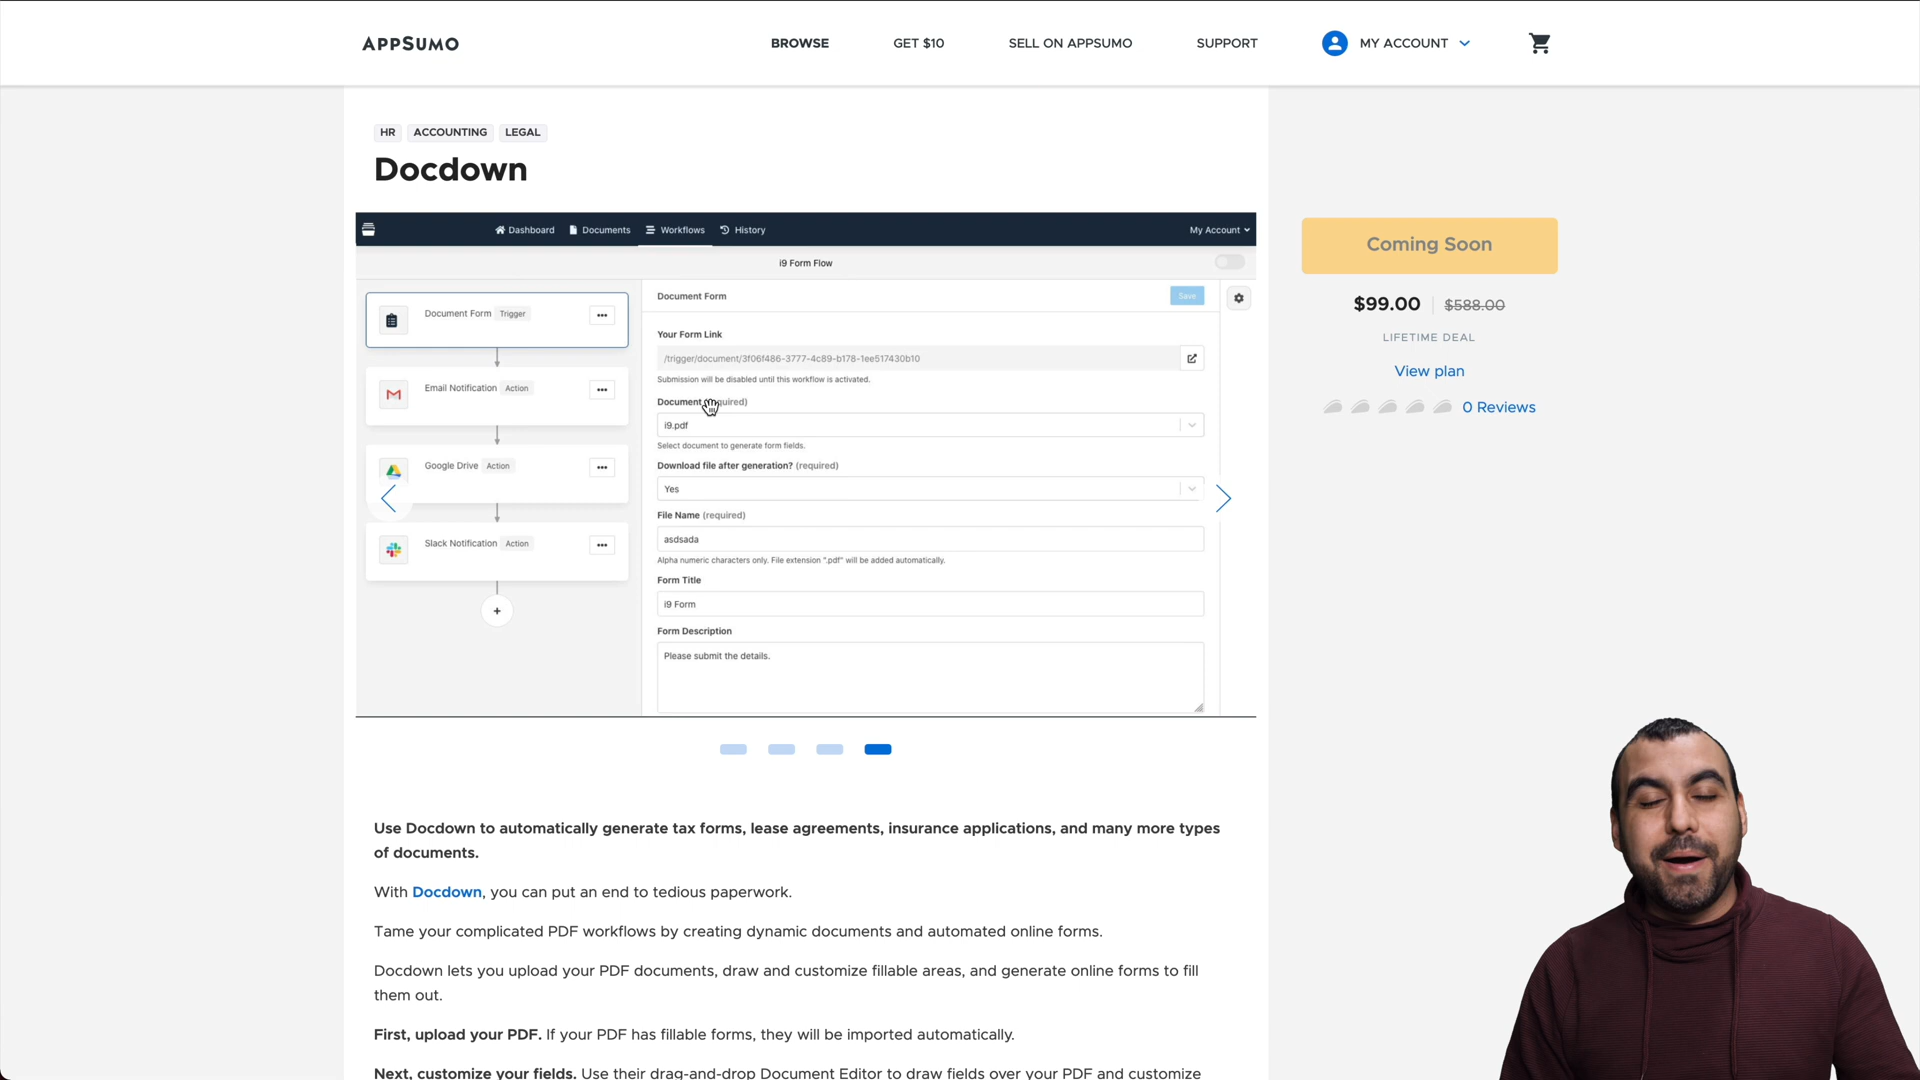 APPSUMO
BROWSE
GET $10
SELL ON APPSUMO
SUPPORT
MY ACCOUNT
HR
ACCOUNTING
LEGAL
Docdown
Dashboard
Documents
Workflows
History
My Account
i9 Form Flow
Document Form Trigger
Email Notification Action
Google Drive Action
Slack Notification Action
+
Document Form
Save
Your Form Link
/trigger/document/3f06f486-3777-4c89-b178-1ee517430b10
Submission will be disabled until this workflow is activated.
Document
i9.pdf
Select document to generate form fields.
Download file after generation? (required)
Yes
File Name (required)
asdsada
Alpha numeric characters only. File extension ".pdf" will be added automatically.
Form Title
i9 Form
Form Description
Please submit the details.
Coming Soon
$99.00 $588.00
LIFETIME DEAL
View plan
0 Reviews
Use Docdown to automatically generate tax forms, lease agreements, insurance applications, and many more types
of documents.
With Docdown, you can put an end to tedious paperwork.
Tame your complicated PDF workflows by creating dynamic documents and automated online forms.
Docdown lets you upload your PDF documents, draw and customize fillable areas, and generate online forms to fill
them out.
First, upload your PDF. If your PDF has fillable forms, they will be imported automatically.
Next, customize your fields. Use their drag-and-drop Document Editor to draw fields over your PDF and customize